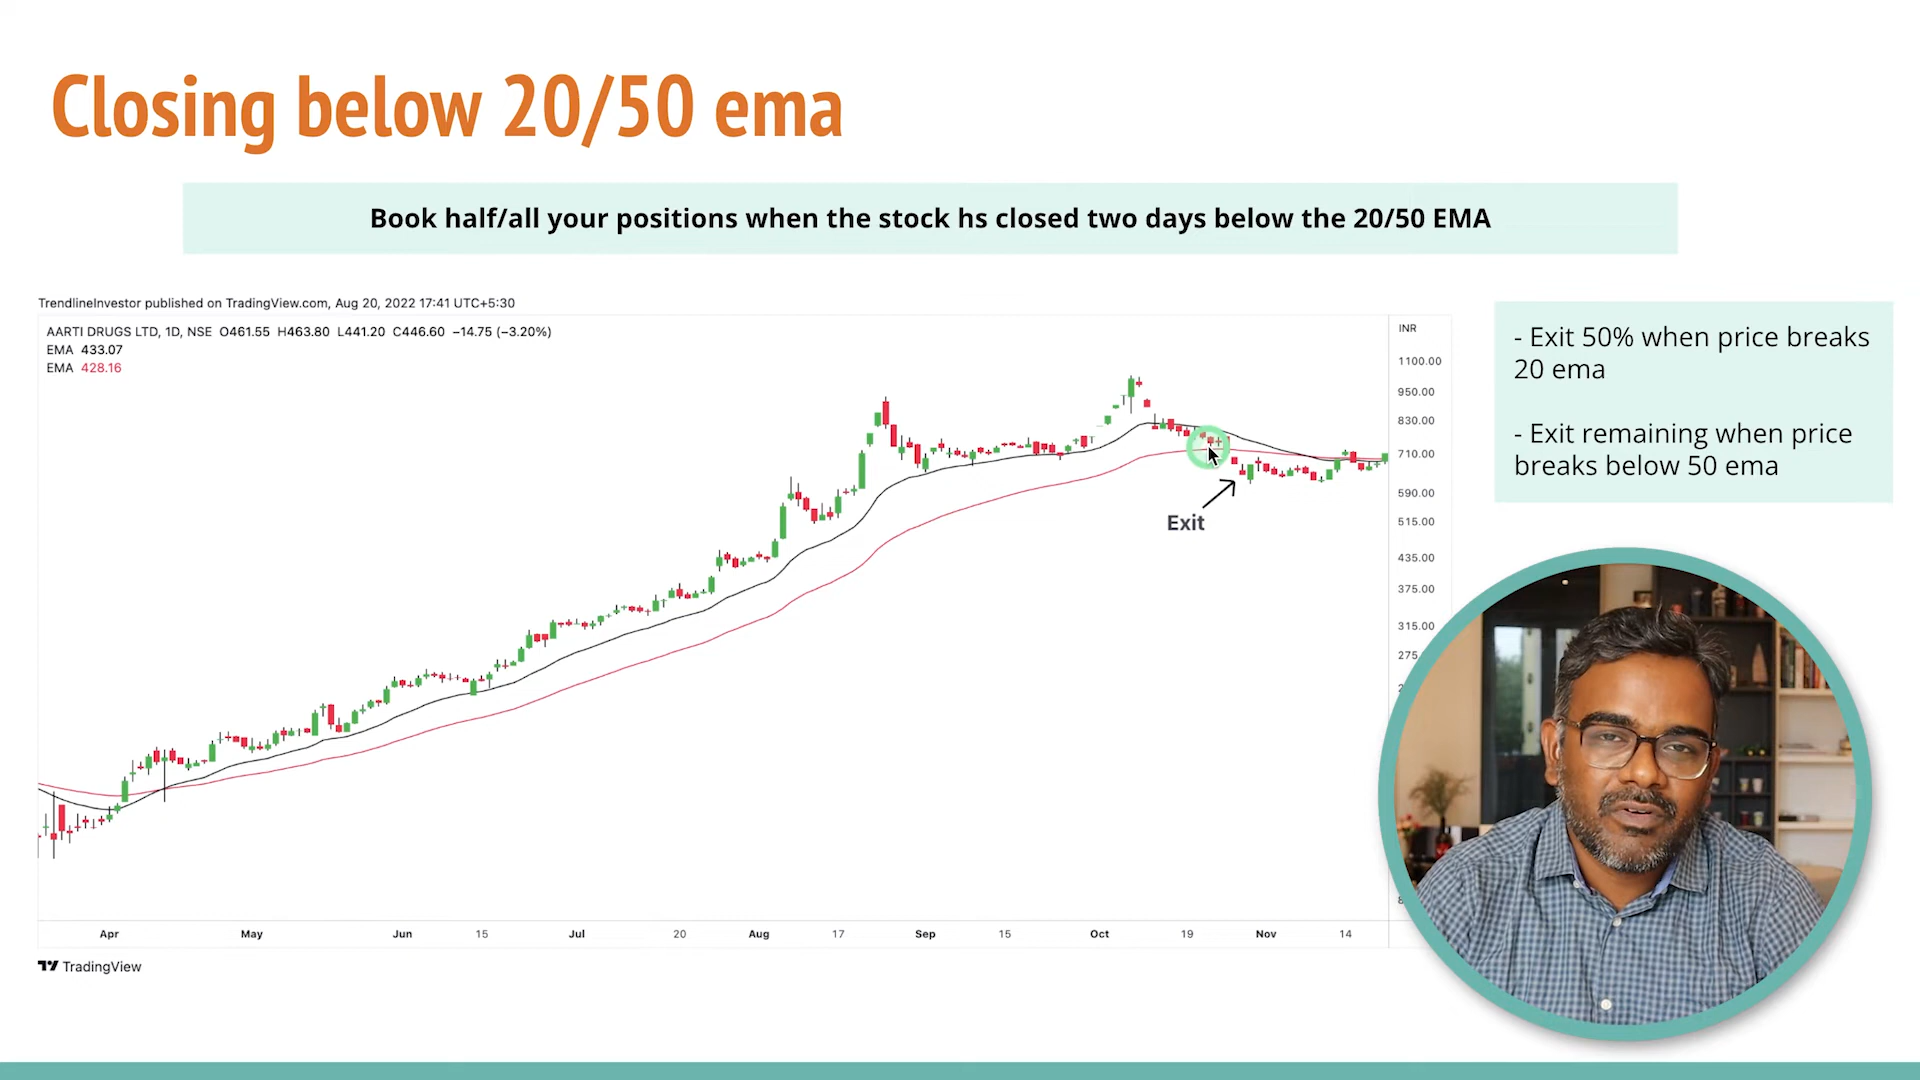 Closing below 20/50 ema
Book half/all your positions when the stock hs closed two days below the 20/50 EMA
TrendlineInvestor published on TradingView.com, Aug 20, 2022 17:41 UTC+5:30
AARTI DRUGS LTD, 1D, NSE O461.55 H463.80 L441.20 C446.60 −14.75 (−3.20%)
EMA 433.07
EMA 428.16
INR
1100.00
950.00
830.00
710.00
590.00
515.00
435.00
375.00
315.00
275.
Exit
- Exit 50% when price breaks
20 ema
- Exit remaining when price
breaks below 50 ema
Apr May Jun 15 Jul 20 Aug 17 Sep 15 Oct 19 Nov 14
TradingView